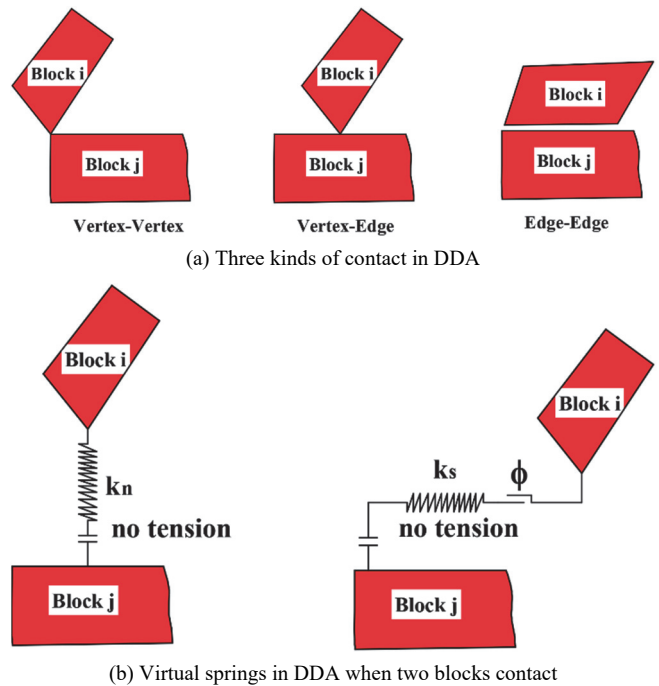 Block i
Block j
Vertex-Vertex
Block i
Block j
Vertex-Edge
Block i
Block j
Edge-Edge
(a) Three kinds of contact in DDA
Block i
kn
no tension
Block j
Block i
ks
ϕ
no tension
Block j
(b) Virtual springs in DDA when two blocks contact